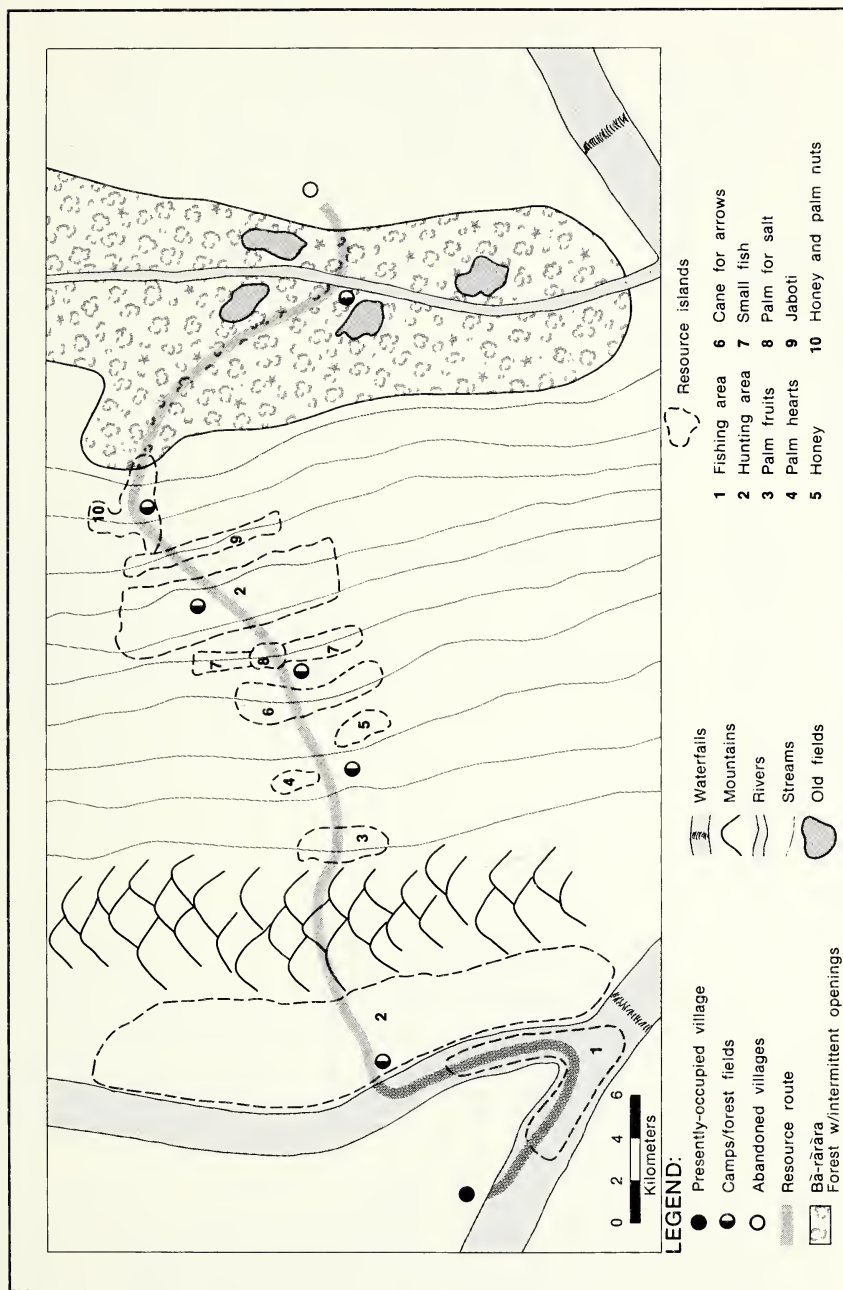 10
9
2
7
8
7
6
5
4
3
2
1
0 2 4 6
Kilometers
LEGEND:
Presently-occupied village
Camps/forest fields
Abandoned villages
Resource route
Bà-rãrãra
Forest w/intermittent openings
Waterfalls
Mountains
Rivers
Streams
Old fields
Resource islands
1 Fishing area
2 Hunting area
3 Palm fruits
4 Palm hearts
5 Honey
6 Cane for arrows
7 Small fish
8 Palm for salt
9 Jaboti
10 Honey and palm nuts